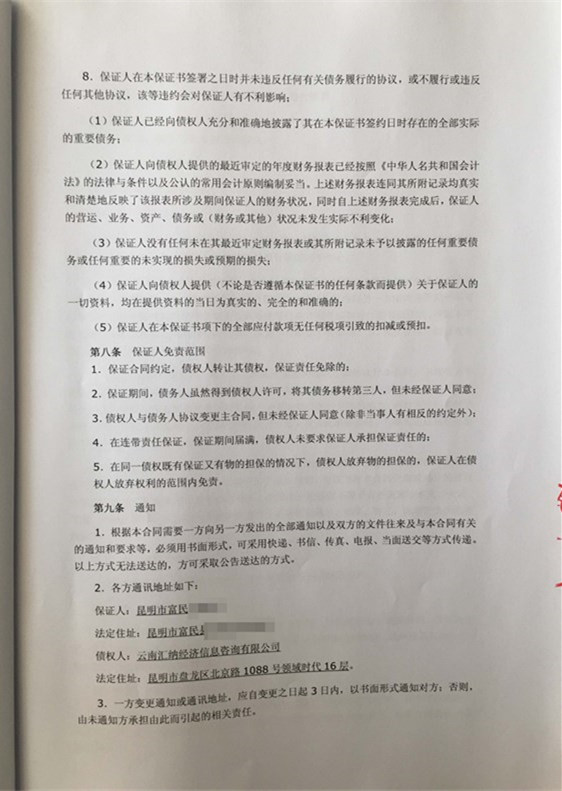 8．保证人在本保证书签署之日时并未违反任何有关债务履行的协议，或不履行或违反
任何其他协议，该等违约会对保证人有不利影响；
（1）保证人已经向债权人充分和准确地披露了其在本保证书签约日时存在的全部实际
的重要债务；
（2）保证人向债权人提供的最近审定的年度财务报表已经按照《中华人名共和国会计
法》的法律与条件以及公认的常用会计原则编制妥当。上述财务报表连同其所附记录均真实
和清楚地反映了该报表所涉及期间保证人的财务状况，同时自上述财务报表完成后，保证人
的营运、业务、资产、债务或（财务或其他）状况未发生实际不利变化；
（3）保证人没有任何未在其最近审定财务报表或其所附记录未予以披露的任何重要债
务或任何重要的未实现的损失或预期的损失；
（4）保证人向债权人提供（不论是否遵循本保证书的任何条款而提供）关于保证人的
一切资料，均在提供资料的当日为真实的、完全的和准确的；
（5）保证人在本保证书项下的全部应付款项无任何税项引致的扣减或预扣。
第八条 保证人免责范围
1．保证合同约定，债权人转让其债权，保证责任免除的；
2．保证期间，债务人虽然得到债权人许可，将其债务移转第三人，但未经保证人同意；
3．债权人与债务人协议变更主合同，但未经保证人同意（除非当事人有相反的约定外）；
4．在连带责任保证，保证期间届满，债权人未要求保证人承担保证责任的；
5．在同一债权既有保证又有物的担保的情况下，债权人放弃物的担保的，保证人在债
权人放弃权利的范围内免责。
第九条 通知
1．根据本合同需要一方向另一方发出的全部通知以及双方的文件往来及与本合同有关
的通知和要求等，必须用书面形式，可采用快递、书信、传真、电报、当面送交等方式传递。
以上方式无法送达的，方可采取公告送达的方式。
2．各方通讯地址如下：
保证人：昆明市富民
法定住址：昆明市富民
债权人：云南汇纳经济信息咨询有限公司
法定住址：昆明市盘龙区北京路 1088 号领域时代 16 层。
3．一方变更通知或通讯地址，应自变更之日起 3 日内，以书面形式通知对方；否则，
由未通知方承担由此而引起的相关责任。